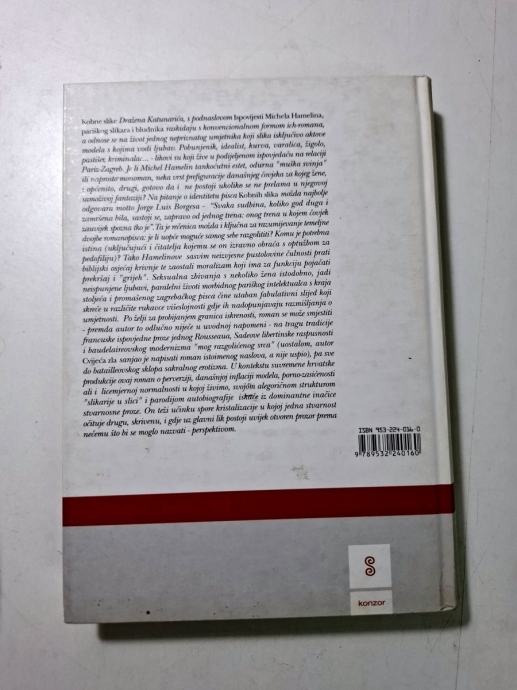 Kobne slike Dražena Katunarića, s podnaslovom Ispovijesti Michela Hamelina,
pariškog slikara i bludnika raskidaju s konvencionalnom formom ich-romana,
a odnose se na život jednog nepriznatog umjetnika koji slika isključivo aktove
modela s kojima vodi ljubav. Pobunjenik, idealist, kurva, varalica, žigolo,
pastišer, kriminalac... - likovi su koji žive u podijeljenom ispovjedaču na relaciji
Pariz-Zagreb. Je li Michel Hamelin tankoćutni estet, odurna "muška svinja"
ili naprosto monoman, neka vrst prefiguracije današnjeg čovjeka za kojeg žene,
i općenito, drugi, gotovo da i ne postoji ukoliko se ne prelama u njegovoj
samoživoj fantaziji? Na pitanje o identitetu pisca Kobnih slika možda najbolje
odgovara motto Jorge Luis Borgesa - "Svaka sudbina, koliko god duga i
zamršena bila, sastoji se, zapravo od jednog trena: onog trena u kojem čovjek
zauvijek spozna tko je". Ta je rečenica možda i ključna za razumijevanje temeljne
dvojbe romanopisca: je li uopće moguće samog sebe razgolititi? Komu je potrebna
istina (uključujući i čitatelja kojemu se on izravno obraća s optužbom za
pedofiliju)? Tako Hamelinove sasvim neizvjesne pustolovine čulnosti prati
biblijski osjećaj krivnje te zaostali moralizam koji ima za funkciju pojačati
prekršaj i "grijeh". Seksualna zbivanja s nekoliko žena istodobno, jadi
neispunjene ljubavi, paralelni životi morbidnog pariškog intelektualca s kraja
stoljeća i promašenog zagrebačkog pisca čine utaban fabulativni slijed koji
skreće u različite rukavce višeslojnosti gdje ih nadopunjavaju razmišljanja o
umjetnosti. Po želji za probijanjem granica iskrenosti, roman se može smjestiti
- premda autor to odlučno niječe u uvodnoj napomeni - na tragu tradicije
francuske ispovjedne proze jednog Rousseaua, Sadeove libertinske raspusnosti
i baudelaireovskog modernizma "mog razgolićenog srca" (uostalom, autor
Cvijeća zla sanjao je napisati roman istoimenog naslova, a nije uspio), pa sve
do batailleovskog sklopa sakralnog erotizma. U kontekstu suvremene hrvatske
produkcije ovaj roman o perverziji, današnjoj inflaciji modela, porno-zasićenosti
ali i licemjernoj normalnosti u kojoj živimo, svojom alegoričnom strukturom
"slikarije u slici" i parodijom autobiografije iskače iz dominantne inačice
stvarnosne proze. On teži učinku spore kristalizacije u kojoj jedna stvarnost
očituje drugu, skrivenu, i gdje uz glavni lik postoji uvijek otvoren prozor prema
nečemu što bi se moglo nazvati - perspektivom.
ISBN 953-224-016-0
9 789532 240160
konzor